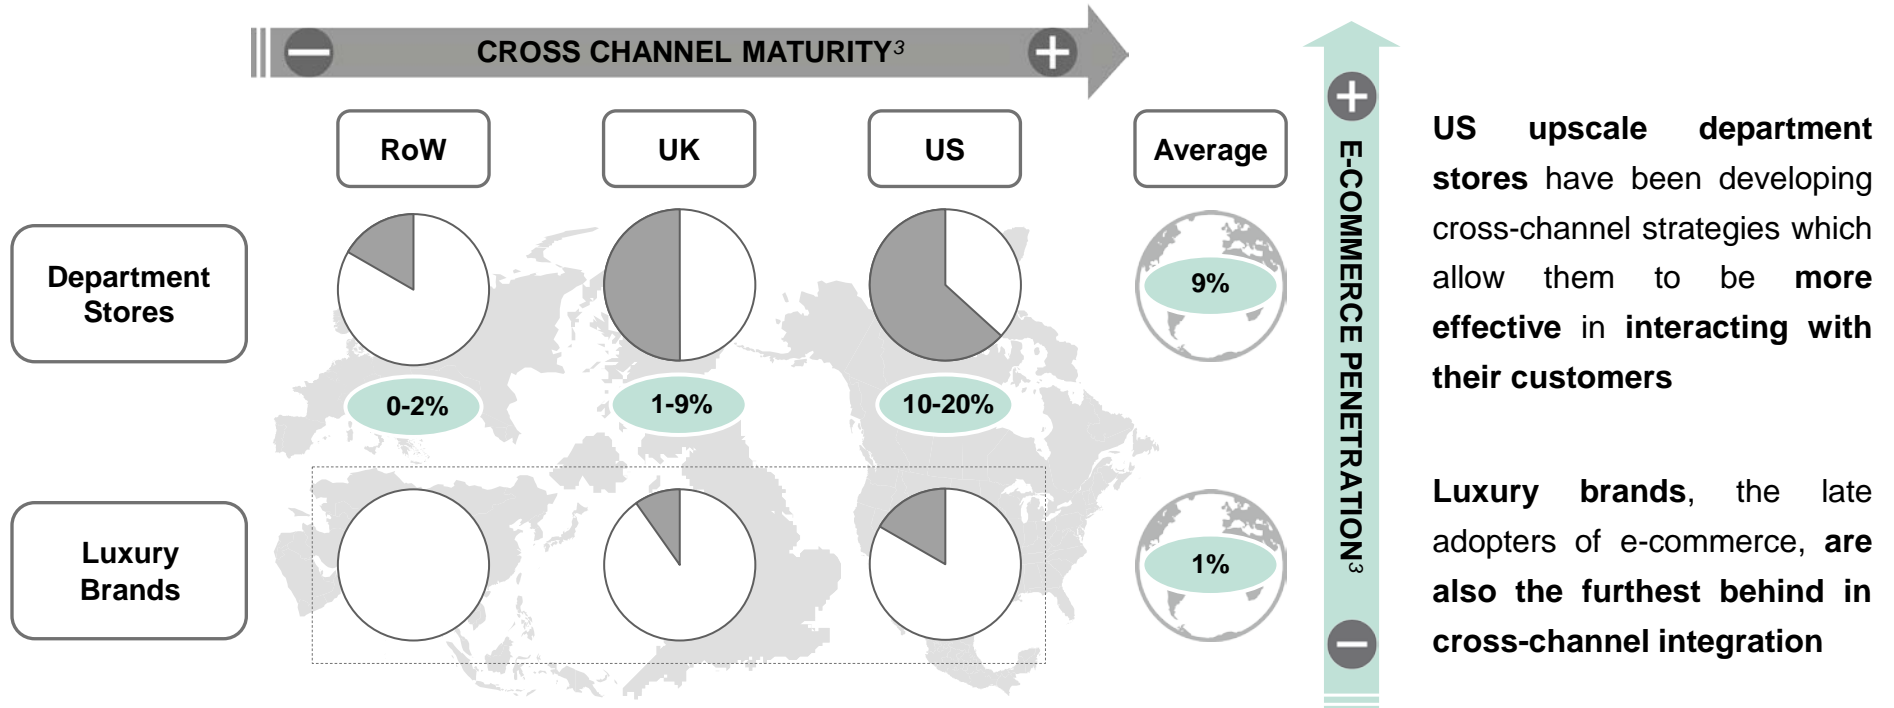 CROSS CHANNEL MATURITY3
RoW
UK
US
Average
Department
Stores
9%
0-2%
1-9%
10-20%
Luxury
Brands
1%
E-COMMERCE PENETRATION3
US upscale department
stores have been developing
cross-channel strategies which
allow them to be more
effective in interacting with
their customers
Luxury brands, the late
adopters of e-commerce, are
also the furthest behind in
cross-channel integration